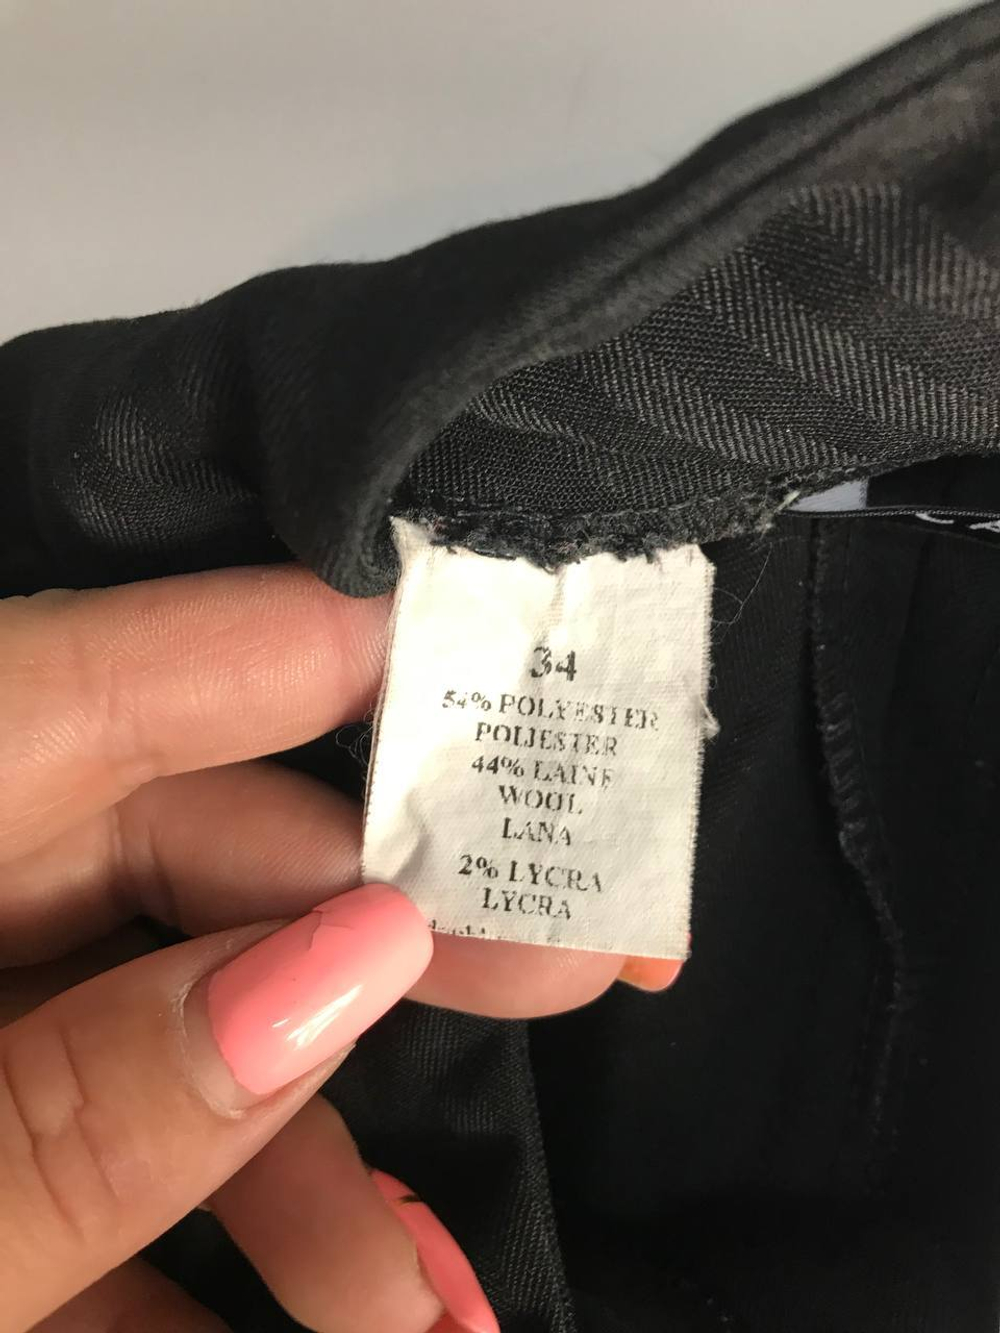 34
54% POLYESTER
POLIESTER
44% LAINE
WOOL
LANA
2% LYCRA
LYCRA